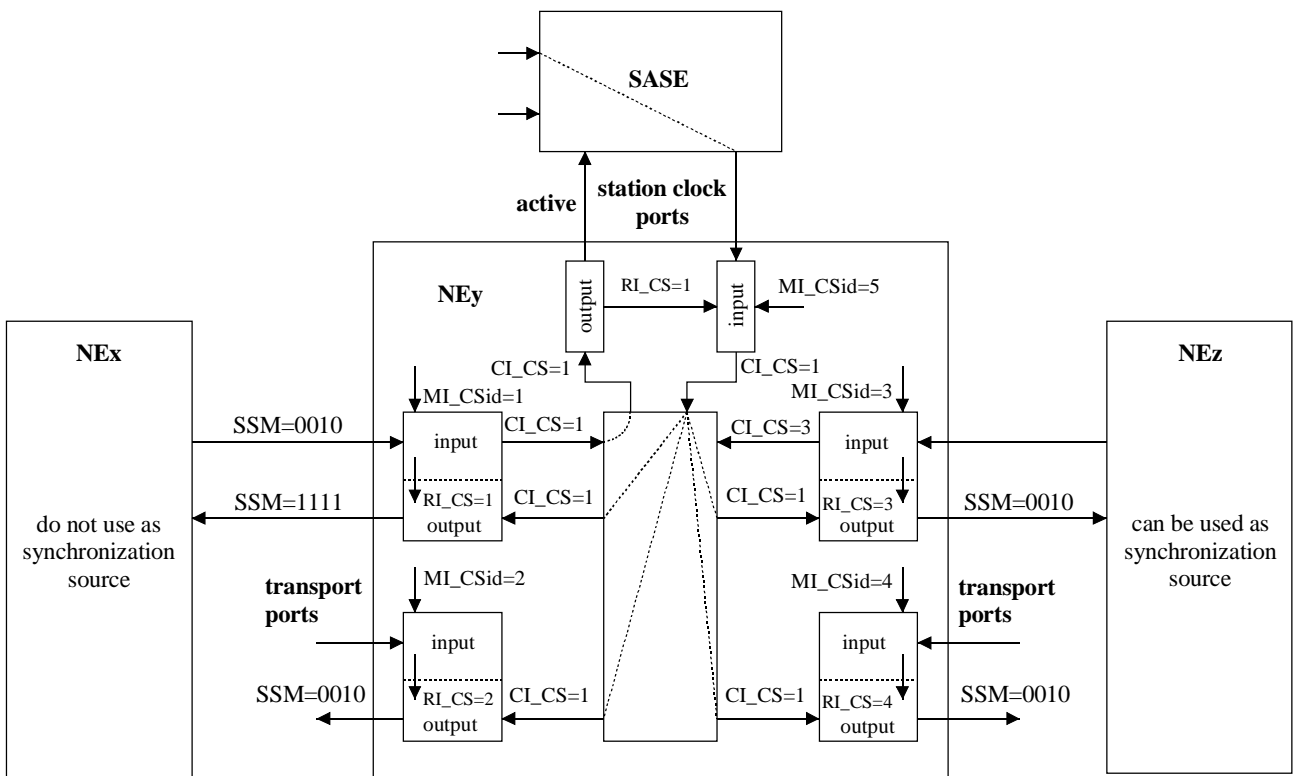 SASE
active
station clock
ports
NEy
output
RI_CS=1
input
MI_CSid=5
NEx
NEz
CI_CS=1
CI_CS=1
MI_CSid=1
MI_CSid=3
SSM=0010
input
CI_CS=1
CI_CS=3
input
SSM=1111
RI_CS=1
output
CI_CS=1
CI_CS=1
RI_CS=3
output
SSM=0010
do not use as
synchronization
source
can be used as
synchronization
source
transport
ports
MI_CSid=2
MI_CSid=4
transport
ports
input
input
SSM=0010
RI_CS=2
output
CI_CS=1
CI_CS=1
RI_CS=4
output
SSM=0010